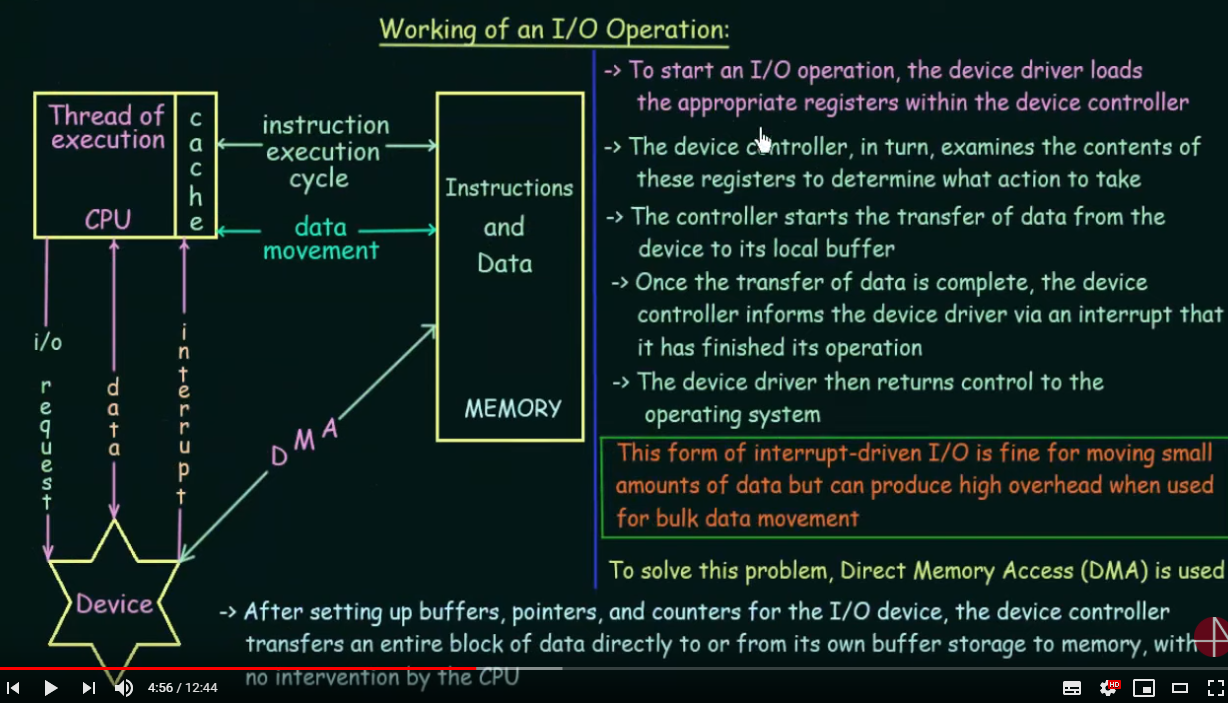 Working of an I/O Operation:
Thread of
execution
CPU
cache
instruction
execution
cycle
data
movement
Instructions
and
Data
MEMORY
i/o
request
data
interrupt
DMA
Device
-> To start an I/O operation, the device driver loads
the appropriate registers within the device controller
-> The device controller, in turn, examines the contents of
these registers to determine what action to take
-> The controller starts the transfer of data from the
device to its local buffer
-> Once the transfer of data is complete, the device
controller informs the device driver via an interrupt that
it has finished its operation
-> The device driver then returns control to the
operating system
This form of interrupt-driven I/O is fine for moving small
amounts of data but can produce high overhead when used
for bulk data movement
To solve this problem, Direct Memory Access (DMA) is used
-> After setting up buffers, pointers, and counters for the I/O device, the device controller
transfers an entire block of data directly to or from its own buffer storage to memory, with
no intervention by the CPU
4:56 / 12:44
HD